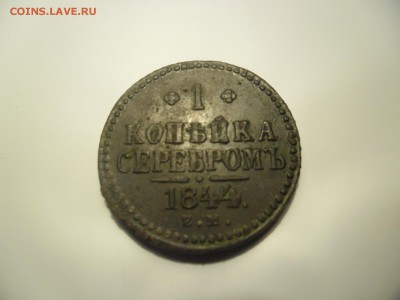 COINS.LAVE.RU
1
КОПѢЙКА
СЕРЕБРОМЪ
1844.
Е.М.